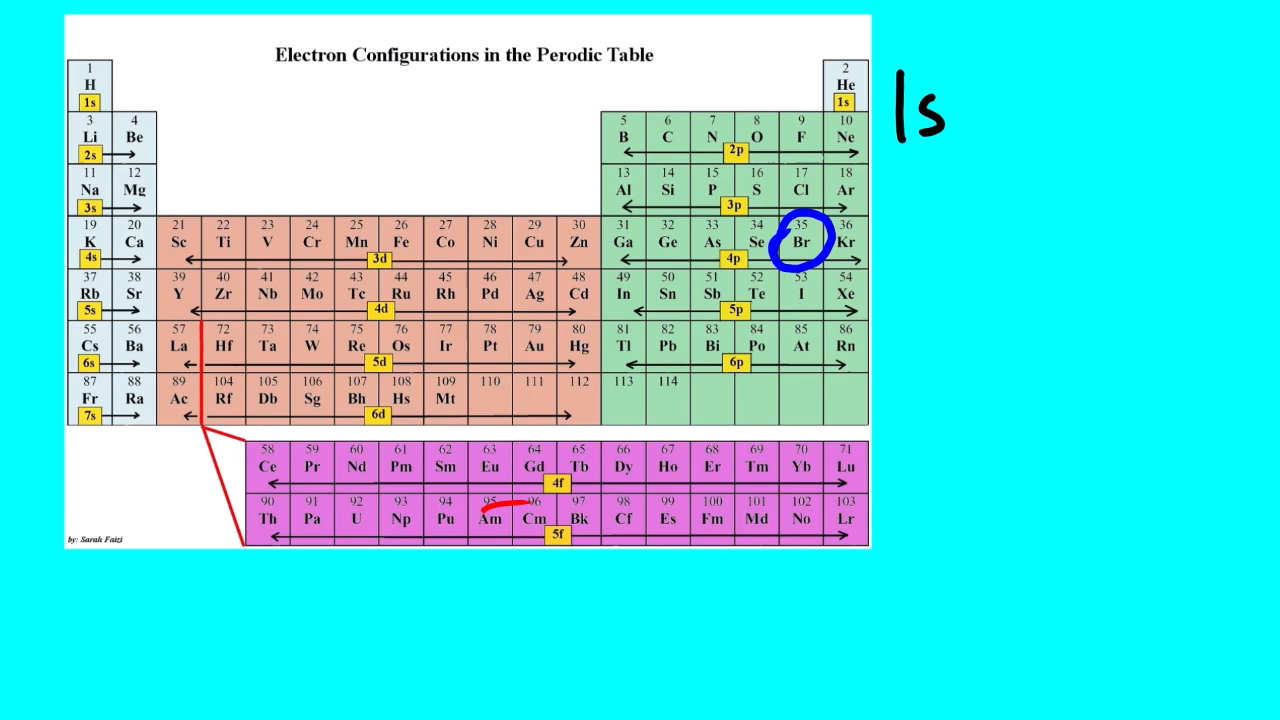 Electron Configurations in the Perodic Table
1 2
H He
1s 1s
1s
3 4 5 6 7 8 9 10
Li Be B C N O F Ne
2s 2p
11 12 13 14 15 16 17 18
Na Mg Al Si P S Cl Ar
3s 3p
19 20 21 22 23 24 25 26 27 28 29 30 31 32 33 34 35 36
K Ca Sc Ti V Cr Mn Fe Co Ni Cu Zn Ga Ge As Se Br Kr
4s 3d 4p
37 38 39 40 41 42 43 44 45 46 47 48 49 50 51 52 53 54
Rb Sr Y Zr Nb Mo Tc Ru Rh Pd Ag Cd In Sn Sb Te I Xe
5s 4d 5p
55 56 57 72 73 74 75 76 77 78 79 80 81 82 83 84 85 86
Cs Ba La Hf Ta W Re Os Ir Pt Au Hg Tl Pb Bi Po At Rn
6s 5d 6p
87 88 89 104 105 106 107 108 109 110 111 112 113 114
Fr Ra Ac Rf Db Sg Bh Hs Mt
7s 6d
58 59 60 61 62 63 64 65 66 67 68 69 70 71
Ce Pr Nd Pm Sm Eu Gd Tb Dy Ho Er Tm Yb Lu
4f
90 91 92 93 94 95 96 97 98 99 100 101 102 103
Th Pa U Np Pu Am Cm Bk Cf Es Fm Md No Lr
5f
by: Sarah Faizi